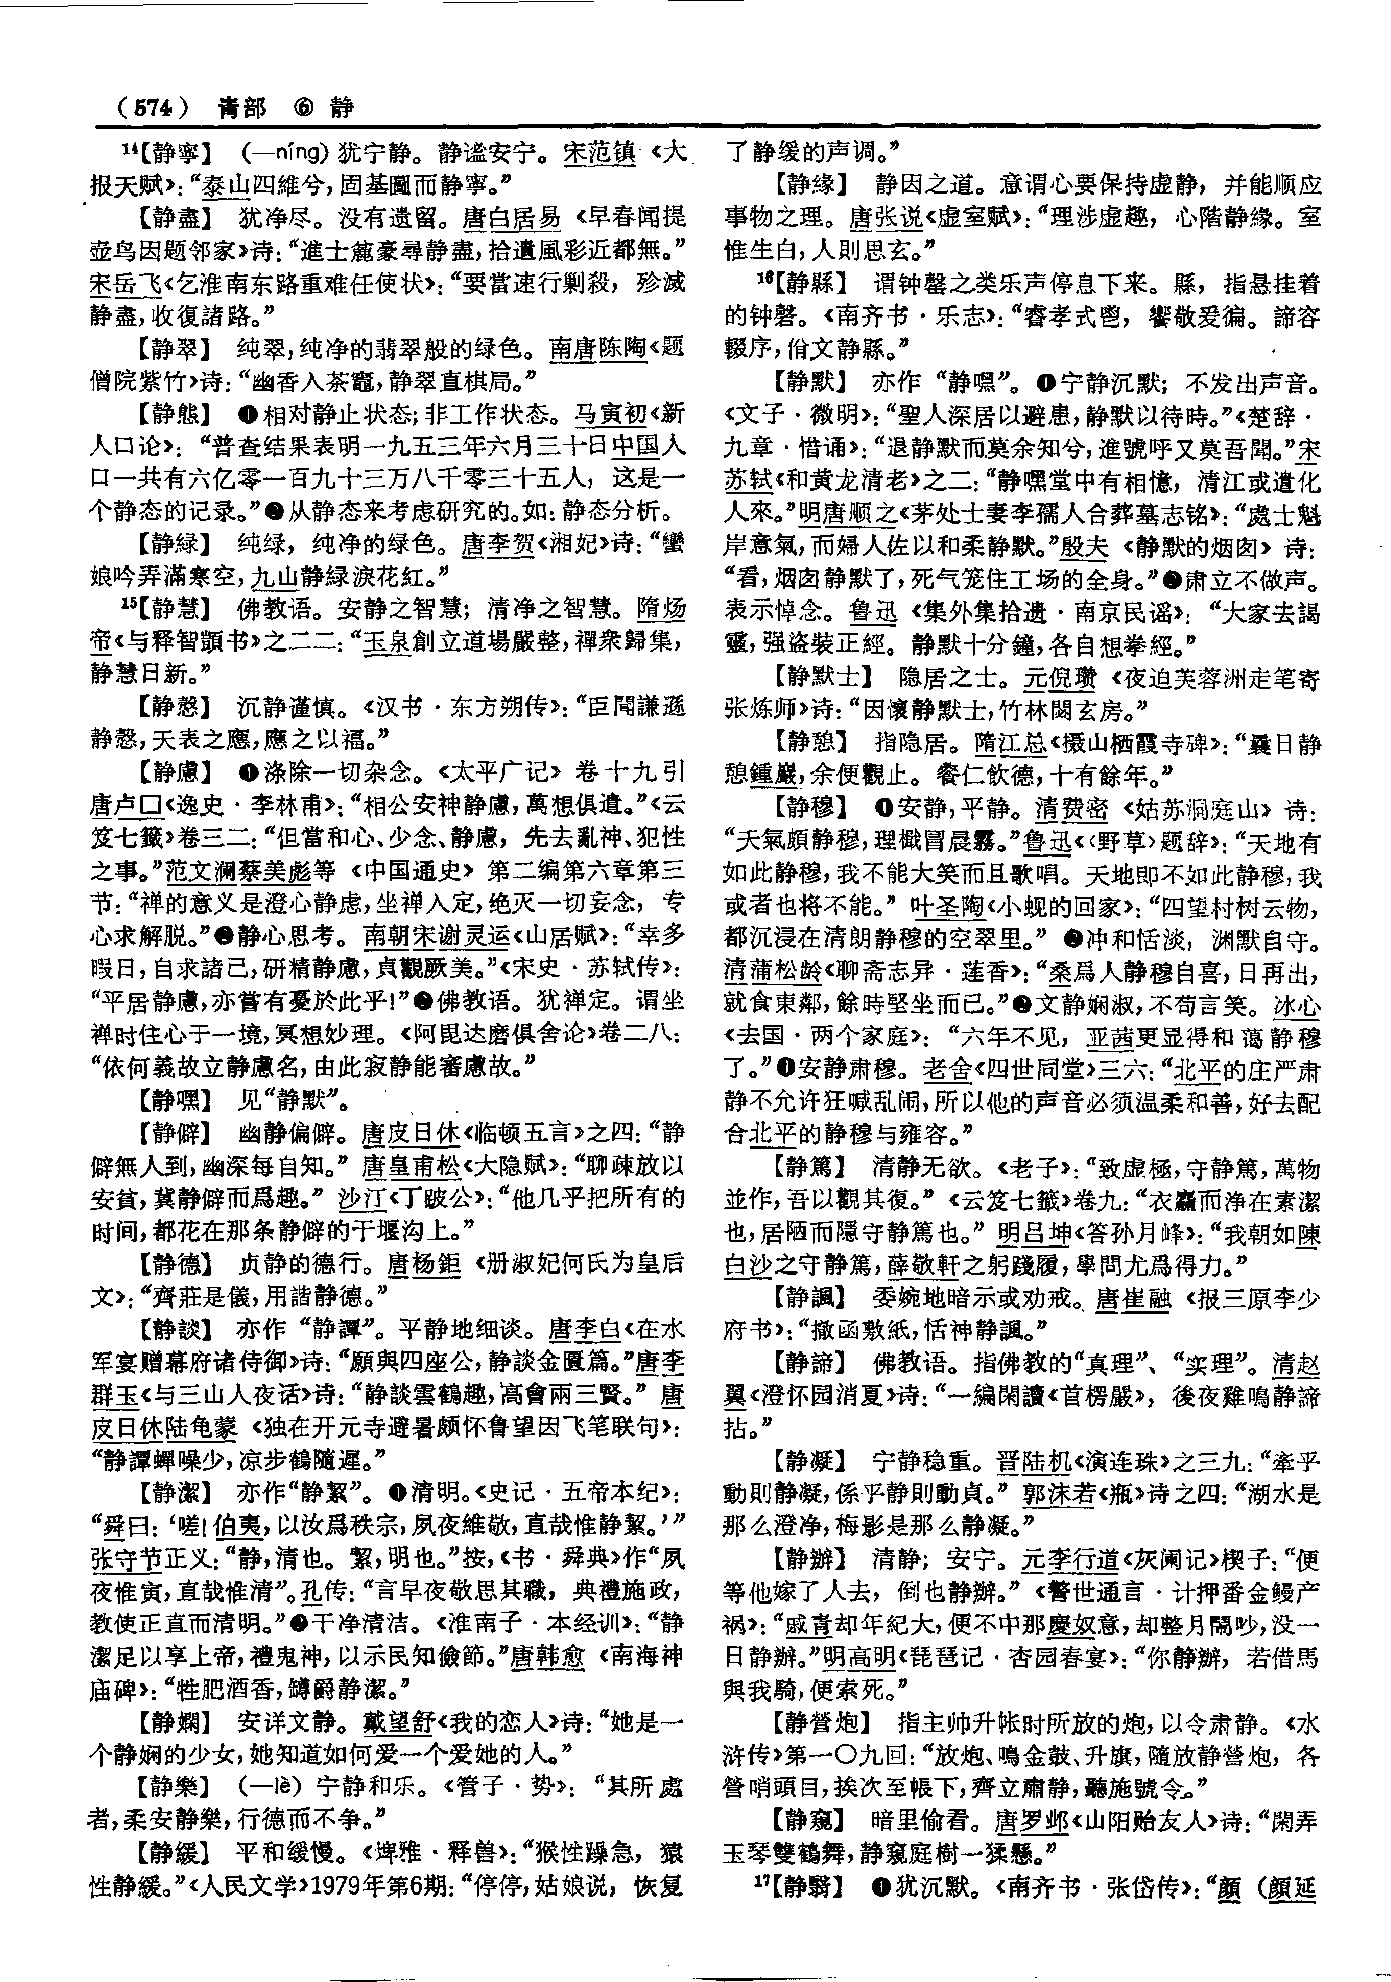 （574） 青部 ⑥ 静
¹⁴【静寧】 （—níng）犹宁静。静谧安宁。宋范镇《大
报天赋》：“泰山四維兮，固基圖而静寧。”
【静盡】 犹净尽。没有遗留。唐白居易《早春闻提
壶鸟因题邻家》诗：“進士麤豪尋静盡，拾遺風彩近都無。”
宋岳飞《乞淮南东路重难任使状》：“要當速行剿殺，殄滅
静盡，收復諸路。”
【静翠】 纯翠，纯净的翡翠般的绿色。南唐陈陶《题
僧院紫竹》诗：“幽香入茶竈，静翠直棋局。”
【静態】 ❶相对静止状态；非工作状态。马寅初《新
人口论》：“普查结果表明一九五三年六月三十日中国人
口一共有六亿零一百九十三万八千零三十五人，这是一
个静态的记录。”❷从静态来考虑研究的。如：静态分析。
【静緑】 纯绿，纯净的绿色。唐李贺《湘妃》诗：“蠻
娘吟弄滿寒空，九山静緑淚花紅。”
¹⁵【静慧】 佛教语。安静之智慧；清净之智慧。隋炀
帝《与释智顗书》之二二：“玉泉創立道場嚴整，禪衆歸集，
静慧日新。”
【静慤】 沉静谨慎。《汉书·东方朔传》：“臣聞謙遜
静慤，天表之應，應之以福。”
【静慮】 ❶涤除一切杂念。《太平广记》卷十九引
唐卢囗《逸史·李林甫》：“相公安神静慮，萬想俱遣。”《云
笈七籤》卷三二：“但當和心、少念、静慮，先去亂神、犯性
之事。”范文澜蔡美彪等《中国通史》第二编第六章第三
节：“禅的意义是澄心静虑，坐禅入定，绝灭一切妄念，专
心求解脱。”❷静心思考。南朝宋谢灵运《山居赋》：“幸多
暇日，自求諸己，研精静慮，貞觀厥美。”《宋史·苏轼传》：
“平居静慮，亦嘗有憂於此乎！”❸佛教语。犹禅定。谓坐
禅时住心于一境，冥想妙理。《阿毘达磨俱舍论》卷二八：
“依何義故立静慮名，由此寂静能審慮故。”
【静嘿】 见“静默”。
【静僻】 幽静偏僻。唐皮日休《临顿五言》之四：“静
僻無人到，幽深每自知。”唐皇甫松《大隐赋》：“聊疎放以
安貧，冀静僻而爲趣。”沙汀《丁跛公》：“他几乎把所有的
时间，都花在那条静僻的干堰沟上。”
【静德】 贞静的德行。唐杨鉅《册淑妃何氏为皇后
文》：“齊莊是儀，用諧静德。”
【静談】 亦作“静譚”。平静地细谈。唐李白《在水
军宴赠幕府诸侍御》诗：“願與四座公，静談金匱篇。”唐李
群玉《与三山人夜话》诗：“静談雲鶴趣，高會兩三賢。”唐
皮日休陆龟蒙《独在开元寺避暑颇怀鲁望因飞笔联句》：
“静譚蟬噪少，凉步鶴隨遲。”
【静潔】 亦作“静絜”。❶清明。《史记·五帝本纪》：
“舜曰：‘嗟！伯夷，以汝爲秩宗，夙夜維敬，直哉惟静絜。’”
张守节正义：“静，清也。絜，明也。”按，《书·舜典》作“夙
夜惟寅，直哉惟清”。孔传：“言早夜敬思其職，典禮施政，
教使正直而清明。”❷干净清洁。《淮南子·本经训》：“静
潔足以享上帝，禮鬼神，以示民知儉節。”唐韩愈《南海神
庙碑》：“牲肥酒香，罇爵静潔。”
【静嫻】 安详文静。戴望舒《我的恋人》诗：“她是一
个静娴的少女，她知道如何爱一个爱她的人。”
【静樂】 （—lè）宁静和乐。《管子·势》：“其所處
者，柔安静樂，行德而不争。”
【静緩】 平和缓慢。《埤雅·释兽》：“猴性躁急，猿
性静緩。”《人民文学》1979年第6期：“停停，姑娘说，恢复
了静缓的声调。”
【静緣】 静因之道。意谓心要保持虚静，并能顺应
事物之理。唐张说《虚室赋》：“理涉虚趣，心階静緣。室
惟生白，人則思玄。”
¹⁶【静縣】 谓钟磬之类乐声停息下来。縣，指悬挂着
的钟磬。《南齐书·乐志》：“睿孝式鬯，饗敬爰徧。諦容
輟序，佾文静縣。”
【静默】 亦作“静嘿”。❶宁静沉默；不发出声音。
《文子·微明》：“聖人深居以避患，静默以待時。”《楚辞·
九章·惜诵》：“退静默而莫余知兮，進號呼又莫吾聞。”宋
苏轼《和黄龙清老》之二：“静嘿堂中有相憶，清江或遣化
人來。”明唐顺之《茅处士妻李孺人合葬墓志铭》：“處士魁
岸意氣，而婦人佐以和柔静默。”殷夫《静默的烟囱》诗：
“看，烟囱静默了，死气笼住工场的全身。”❷肃立不做声。
表示悼念。鲁迅《集外集拾遗·南京民谣》：“大家去謁
靈，强盗裝正經。静默十分鐘，各自想拳經。”
【静默士】 隐居之士。元倪瓒《夜迫芙蓉洲走笔寄
张炼师》诗：“因懷静默士，竹林閟玄房。”
【静憩】 指隐居。隋江总《摄山栖霞寺碑》：“曩日静
憩鍾巖，余便觀止。餐仁飲德，十有餘年。”
【静穆】 ❶安静，平静。清费密《姑苏洞庭山》诗：
“天氣頗静穆，理檝冒晨霧。”鲁迅《〈野草〉题辞》：“天地有
如此静穆，我不能大笑而且歌唱。天地即不如此静穆，我
或者也将不能。”叶圣陶《小蚬的回家》：“四望村树云物，
都沉浸在清朗静穆的空翠里。”❷冲和恬淡，渊默自守。
清蒲松龄《聊斋志异·莲香》：“桑爲人静穆自喜，日再出，
就食東鄰，餘時堅坐而已。”❸文静娴淑，不苟言笑。冰心
《去国·两个家庭》：“六年不见，亚茜更显得和蔼静穆
了。”❹安静肃穆。老舍《四世同堂》三六：“北平的庄严肃
静不允许狂喊乱闹，所以他的声音必须温柔和善，好去配
合北平的静穆与雍容。”
【静篤】 清静无欲。《老子》：“致虚極，守静篤，萬物
並作，吾以觀其復。”《云笈七籤》卷九：“衣麤而净在素潔
也，居陋而隱守静篤也。”明吕坤《答孙月峰》：“我朝如陳
白沙之守静篤，薛敬軒之躬踐履，學問尤爲得力。”
【静諷】 委婉地暗示或劝戒。唐崔融《报三原李少
府书》：“撤函敷紙，恬神静諷。”
【静諦】 佛教语。指佛教的“真理”、“实理”。清赵
翼《澄怀园消夏》诗：“一編閑讀《首楞嚴》，後夜雞鳴静諦
拈。”
【静凝】 宁静稳重。晋陆机《演连珠》之三九：“牽乎
動則静凝，係乎静則動貞。”郭沫若《瓶》诗之四：“湖水是
那么澄净，梅影是那么静凝。”
【静辦】 清静；安宁。元李行道《灰阑记》楔子：“便
等他嫁了人去，倒也静辦。”《警世通言·计押番金鳗产
祸》：“戚青却年紀大，便不中那慶奴意，却整月鬧吵，没一
日静辦。”明高明《琵琶记·杏园春宴》：“你静辦，若借馬
與我騎，便索死。”
【静營炮】 指主帅升帐时所放的炮，以令肃静。《水
浒传》第一〇九回：“放炮、鳴金鼓、升旗，隨放静營炮，各
營哨頭目，挨次至帳下，齊立肅静，聽施號令。”
【静窺】 暗里偷看。唐罗邺《山阳贻友人》诗：“閑弄
玉琴雙鶴舞，静窺庭樹一猱懸。”
¹⁷【静翳】 ❶犹沉默。《南齐书·张岱传》：“顔（顔延